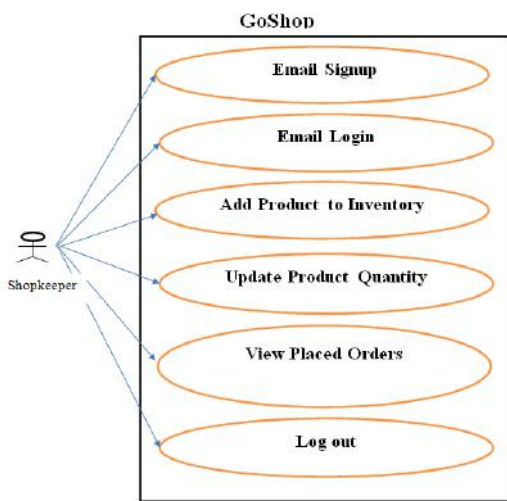 GoShop
Email Signup
Email Login
Add Product to Inventory
Shopkeeper
Update Product Quantity
View Placed Orders
Log out